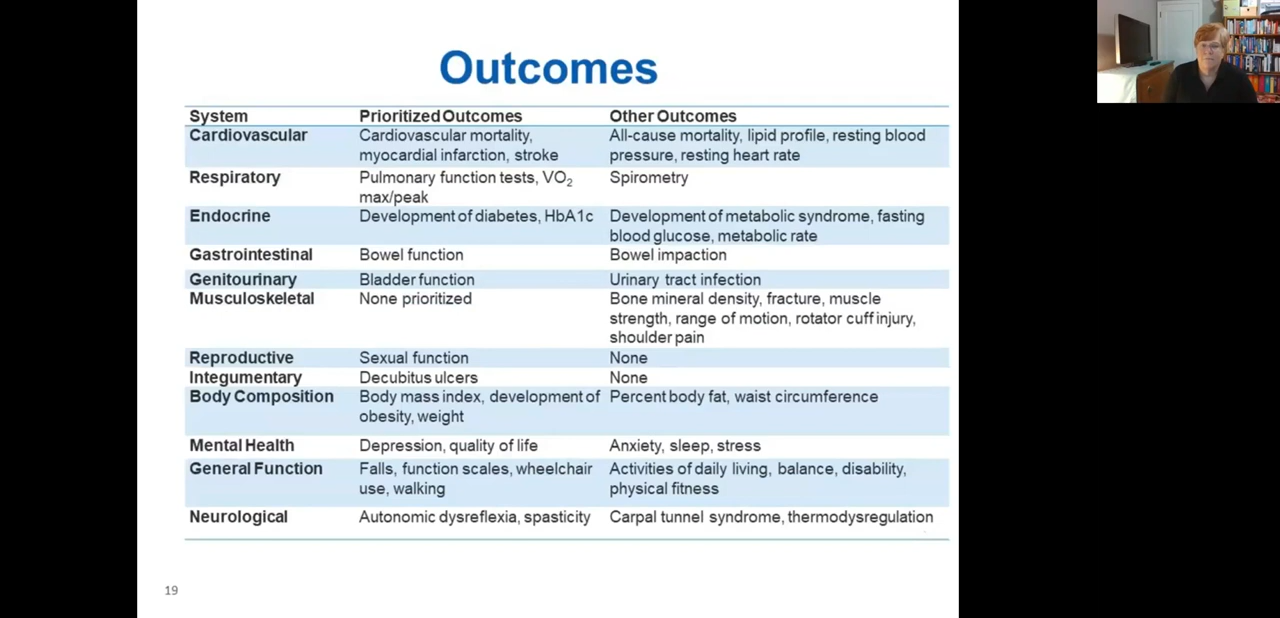 Outcomes
System Prioritized Outcomes Other Outcomes
Cardiovascular Cardiovascular mortality, All-cause mortality, lipid profile, resting blood
myocardial infarction, stroke pressure, resting heart rate
Respiratory Pulmonary function tests, VO2 Spirometry
max/peak
Endocrine Development of diabetes, HbA1c Development of metabolic syndrome, fasting
blood glucose, metabolic rate
Gastrointestinal Bowel function Bowel impaction
Genitourinary Bladder function Urinary tract infection
Musculoskeletal None prioritized Bone mineral density, fracture, muscle
strength, range of motion, rotator cuff injury,
shoulder pain
Reproductive Sexual function None
Integumentary Decubitus ulcers None
Body Composition Body mass index, development of Percent body fat, waist circumference
obesity, weight
Mental Health Depression, quality of life Anxiety, sleep, stress
General Function Falls, function scales, wheelchair Activities of daily living, balance, disability,
use, walking physical fitness
Neurological Autonomic dysreflexia, spasticity Carpal tunnel syndrome, thermodysregulation
19